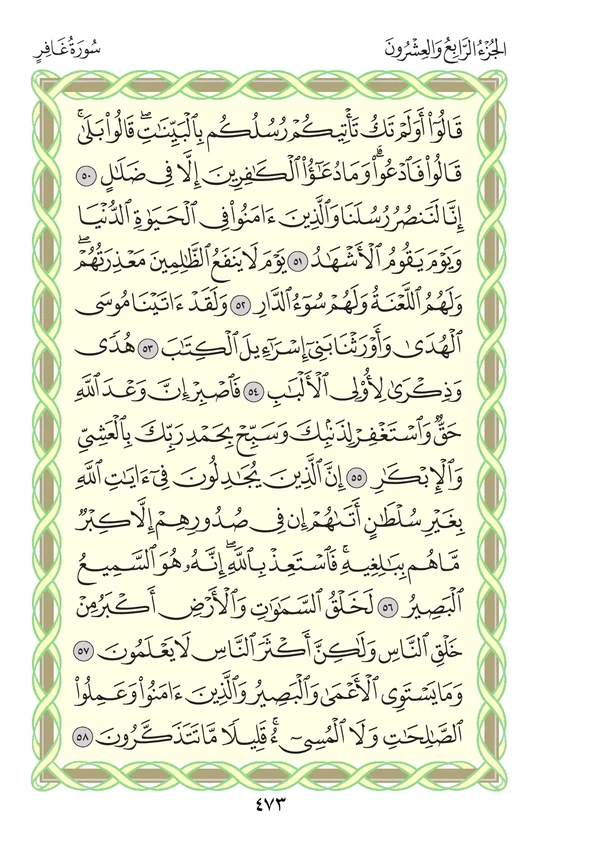 الجُزْءُ الرَّابِعُ وَالعِشْرُونَ
سُورَةُ غَافِرٍ
قَالُوٓا۟ أَوَلَمْ تَكُ تَأْتِيكُمْ رُسُلُكُم بِٱلْبَيِّنَٰتِ ۖ قَالُوا۟ بَلَىٰ ۚ
قَالُوا۟ فَٱدْعُوا۟ ۗ وَمَا دُعَٰٓؤُا۟ ٱلْكَٰفِرِينَ إِلَّا فِى ضَلَٰلٍ ٥٠
إِنَّا لَنَنصُرُ رُسُلَنَا وَٱلَّذِينَ ءَامَنُوا۟ فِى ٱلْحَيَوٰةِ ٱلدُّنْيَا
وَيَوْمَ يَقُومُ ٱلْأَشْهَٰدُ ٥١ يَوْمَ لَا يَنفَعُ ٱلظَّٰلِمِينَ مَعْذِرَتُهُمْ ۖ
وَلَهُمُ ٱللَّعْنَةُ وَلَهُمْ سُوٓءُ ٱلدَّارِ ٥٢ وَلَقَدْ ءَاتَيْنَا مُوسَى
ٱلْهُدَىٰ وَأَوْرَثْنَا بَنِىٓ إِسْرَٰٓءِيلَ ٱلْكِتَٰبَ ٥٣ هُدًى
وَذِكْرَىٰ لِأُو۟لِى ٱلْأَلْبَٰبِ ٥٤ فَٱصْبِرْ إِنَّ وَعْدَ ٱللَّهِ
حَقٌّ وَٱسْتَغْفِرْ لِذَنۢبِكَ وَسَبِّحْ بِحَمْدِ رَبِّكَ بِٱلْعَشِىِّ
وَٱلْإِبْكَٰرِ ٥٥ إِنَّ ٱلَّذِينَ يُجَٰدِلُونَ فِىٓ ءَايَٰتِ ٱللَّهِ
بِغَيْرِ سُلْطَٰنٍ أَتَىٰهُمْ إِن فِى صُدُورِهِمْ إِلَّا كِبْرٌ
مَّا هُم بِبَٰلِغِيهِ ۚ فَٱسْتَعِذْ بِٱللَّهِ ۖ إِنَّهُۥ هُوَ ٱلسَّمِيعُ
ٱلْبَصِيرُ ٥٦ لَخَلْقُ ٱلسَّمَٰوَٰتِ وَٱلْأَرْضِ أَكْبَرُ مِنْ
خَلْقِ ٱلنَّاسِ وَلَٰكِنَّ أَكْثَرَ ٱلنَّاسِ لَا يَعْلَمُونَ ٥٧
وَمَا يَسْتَوِى ٱلْأَعْمَىٰ وَٱلْبَصِيرُ وَٱلَّذِينَ ءَامَنُوا۟ وَعَمِلُوا۟
ٱلصَّٰلِحَٰتِ وَلَا ٱلْمُسِىٓءُ ۚ قَلِيلًا مَّا تَتَذَكَّرُونَ ٥٨
٤٧٣